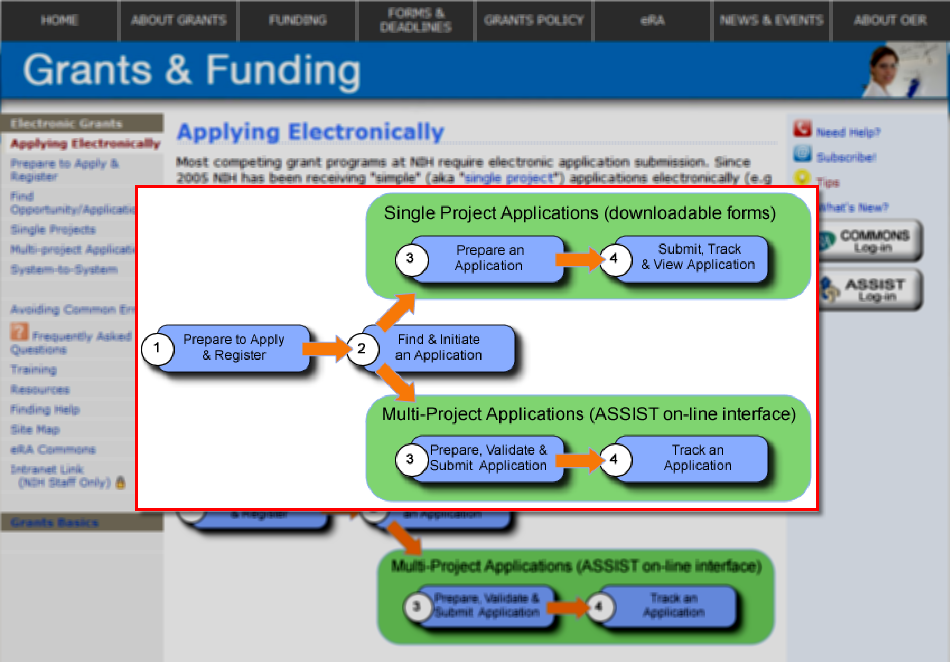 HOME
ABOUT GRANTS
FUNDING
FORMS &
DEADLINES
GRANTS POLICY
eRA
NEWS & EVENTS
ABOUT OER
Grants & Funding
Electronic Grants
Applying Electronically
Prepare to Apply &
Register
Find
Opportunity/Applicatio
Single Projects
Multi-project Applicati
System-to-System
Avoiding Common Err
Frequently Asked
Questions
Training
Resources
Finding Help
Site Map
eRA Commons
Intranet Link
(NIH Staff Only)
Grants Basics
Applying Electronically
Most competing grant programs at NIH require electronic application submission. Since
2005 NIH has been receiving "simple" (aka "single project") applications electronically (e.g
Need Help?
Subscribe!
Tips
What's New?
COMMONS
Log-in
ASSIST
Log-in
Single Project Applications (downloadable forms)
3
Prepare an
Application
4
Submit, Track
& View Application
1
Prepare to Apply
& Register
2
Find & Initiate
an Application
Multi-Project Applications (ASSIST on-line interface)
3
Prepare, Validate &
Submit Application
4
Track an
Application
& Register
an Application
Multi-Project Applications (ASSIST on-line interface)
3
Prepare, Validate &
Submit Application
4
Track an
Application